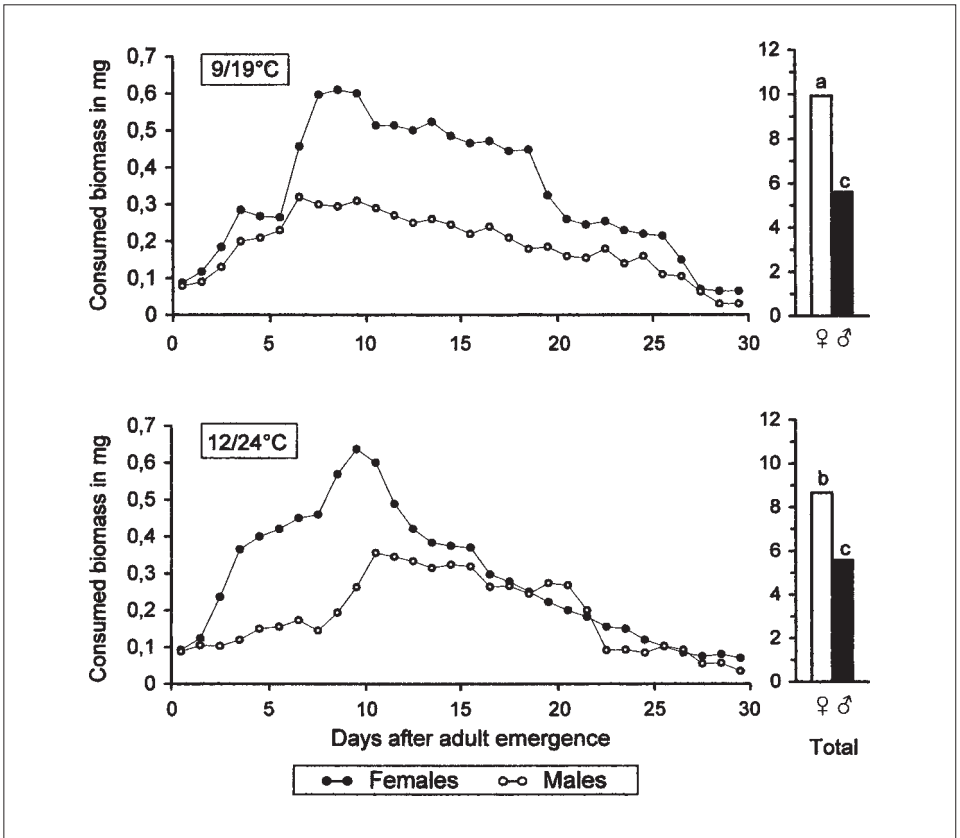 9/19°C
Consumed biomass in mg
0,7
0,6
0,5
0,4
0,3
0,2
0,1
0
0 5 10 15 20 25 30
12
10
8
6
4
2
0
a
c
♀ ♂
12/24°C
Consumed biomass in mg
0,7
0,6
0,5
0,4
0,3
0,2
0,1
0
0 5 10 15 20 25 30
Days after adult emergence
12
10
8
6
4
2
0
b
c
♀ ♂
Total
Females Males